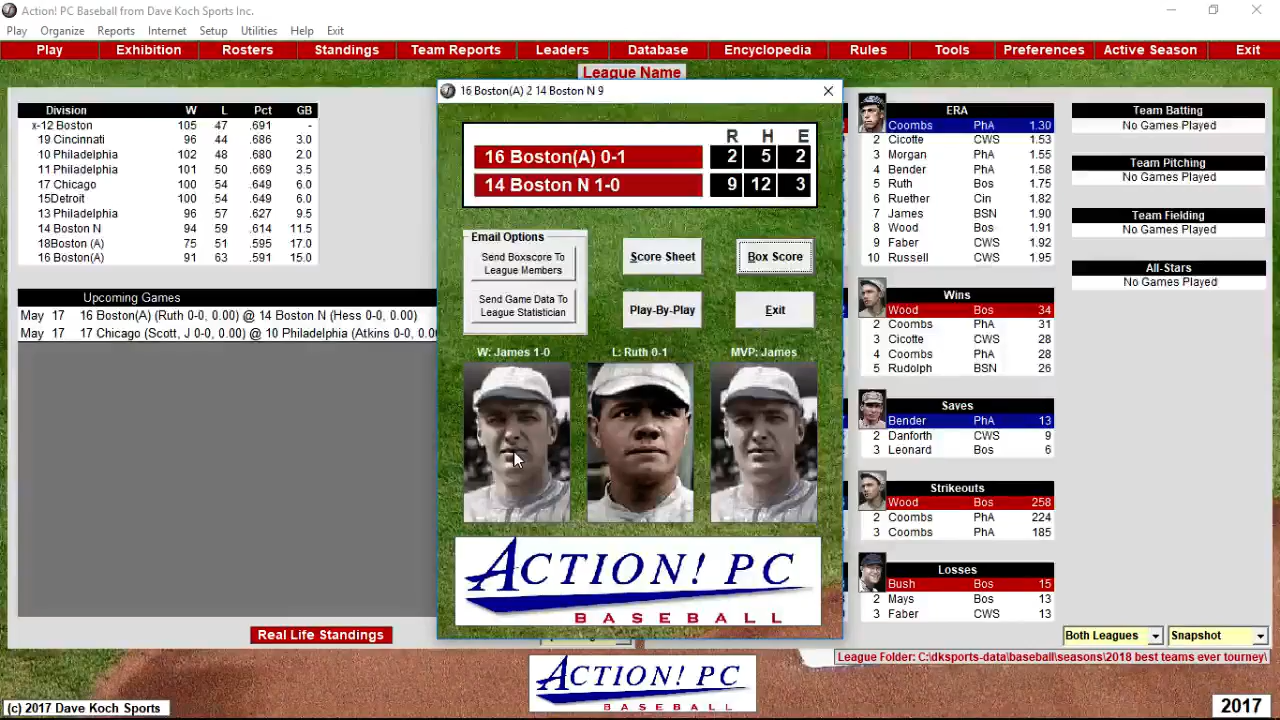 Action! PC Baseball from Dave Koch Sports Inc.
Play Organize Reports Internet Setup Utilities Help Exit
Play Exhibition Rosters Standings Team Reports Leaders Database Encyclopedia Rules Tools Preferences Active Season Exit
League Name
Division W L Pct GB
x-12 Boston 105 47 .691 -
19 Cincinnati 96 44 .686 3.0
10 Philadelphia 102 48 .680 2.0
11 Philadelphia 101 50 .669 3.5
17 Chicago 100 54 .649 6.0
15Detroit 100 54 .649 6.0
13 Philadelphia 96 57 .627 9.5
14 Boston N 94 59 .614 11.5
18Boston (A) 75 51 .595 17.0
16 Boston(A) 91 63 .591 15.0
Upcoming Games
May 17 16 Boston(A) (Ruth 0-0, 0.00) @ 14 Boston N (Hess 0-0, 0.00)
May 17 17 Chicago (Scott, J 0-0, 0.00) @ 10 Philadelphia (Atkins 0-0, 0.00
Real Life Standings
16 Boston(A) 2 14 Boston N 9
R H E
16 Boston(A) 0-1 2 5 2
14 Boston N 1-0 9 12 3
Email Options
Send Boxscore To
League Members
Send Game Data To
League Statistician
Score Sheet
Box Score
Play-By-Play
Exit
W: James 1-0 L: Ruth 0-1 MVP: James
ACTION! PC
BASEBALL
ERA
Coombs PhA 1.30
2 Cicotte CWS 1.53
3 Morgan PhA 1.55
4 Bender PhA 1.58
5 Ruth Bos 1.75
6 Ruether Cin 1.82
7 James BSN 1.90
8 Wood Bos 1.91
9 Faber CWS 1.92
10 Russell CWS 1.95
Wins
Wood Bos 34
2 Coombs PhA 31
3 Cicotte CWS 28
4 Coombs PhA 28
5 Rudolph BSN 26
Saves
Bender PhA 13
2 Danforth CWS 9
3 Leonard Bos 6
Strikeouts
Wood Bos 258
2 Coombs PhA 224
3 Coombs PhA 185
Losses
Bush Bos 15
2 Mays Bos 13
3 Faber CWS 13
Team Batting
No Games Played
Team Pitching
No Games Played
Team Fielding
No Games Played
All-Stars
No Games Played
Both Leagues Snapshot
League Folder: C:\dksports-data\baseball\seasons\2018 best teams ever tourney\
ACTION! PC
BASEBALL
(c) 2017 Dave Koch Sports
2017